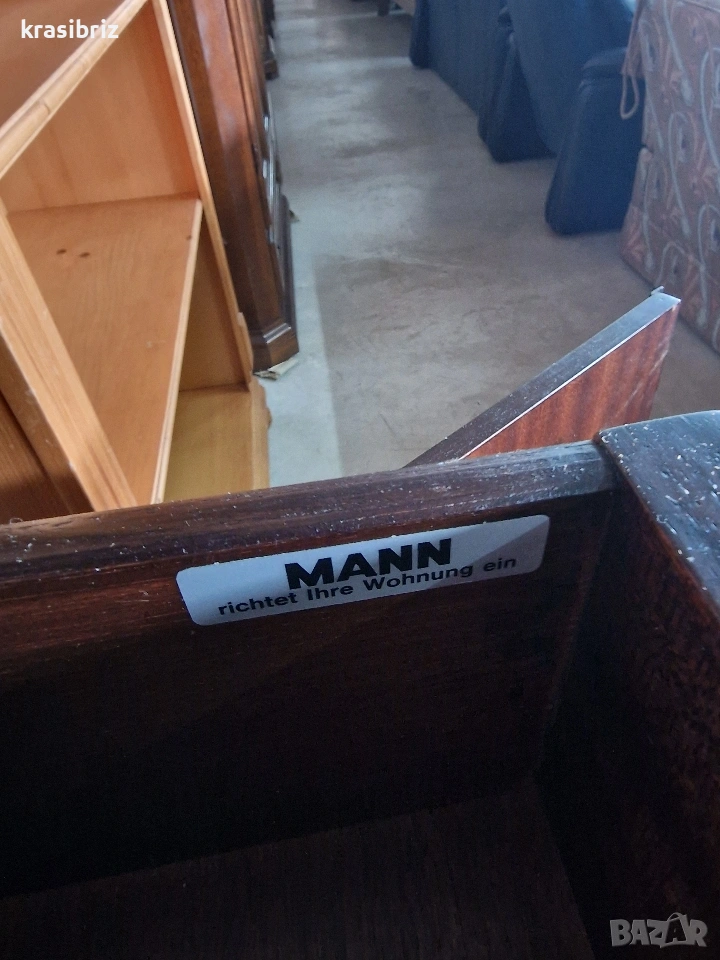 krasibriz
MANN
richtet Ihre Wohnung ein
BAZAR